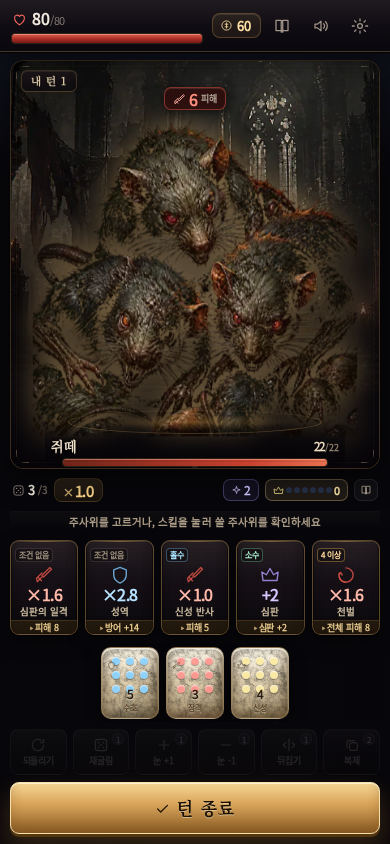 80/80
60
내 턴 1
6 피해
쥐떼
22/22
3/3
×1.0
2
0
주사위를 고르거나, 스킬을 눌러 쓸 주사위를 확인하세요
조건 없음
×1.6
심판의 일격
▸피해 8
조건 없음
×2.8
성역
▸방어 +14
홀수
×1.0
신성 반사
▸피해 5
소수
+2
심판
▸심판 +2
4 이상
×1.6
천벌
▸전체 피해 8
5
수호
3
참격
4
신성
되돌리기
1
재굴림
1
눈 +1
1
눈 -1
1
뒤집기
2
복제
턴 종료